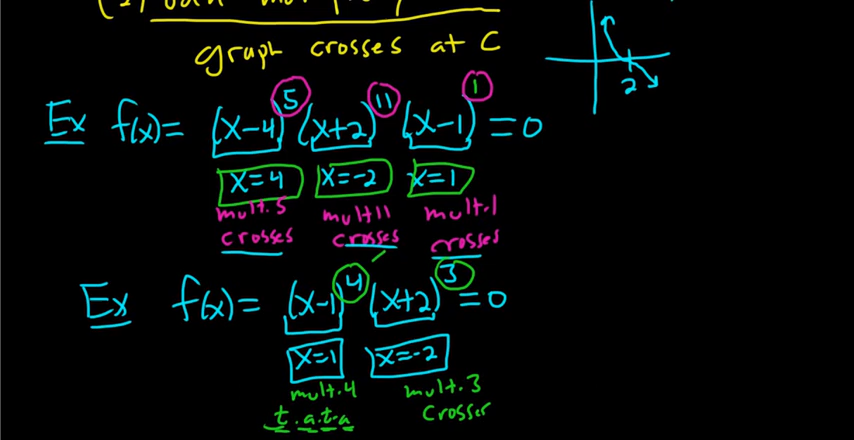 graph crosses at C
2
Ex f(x)= (x-4)^5 (x+2)^11 (x-1)^1 = 0
x=4 x=-2 x=1
mult.5 mult 11 mult.1
crosses crosses crosses
Ex f(x)= (x-1)^4 (x+2)^3 = 0
x=1 x=-2
mult.4 mult.3
t.a.t.a crosses